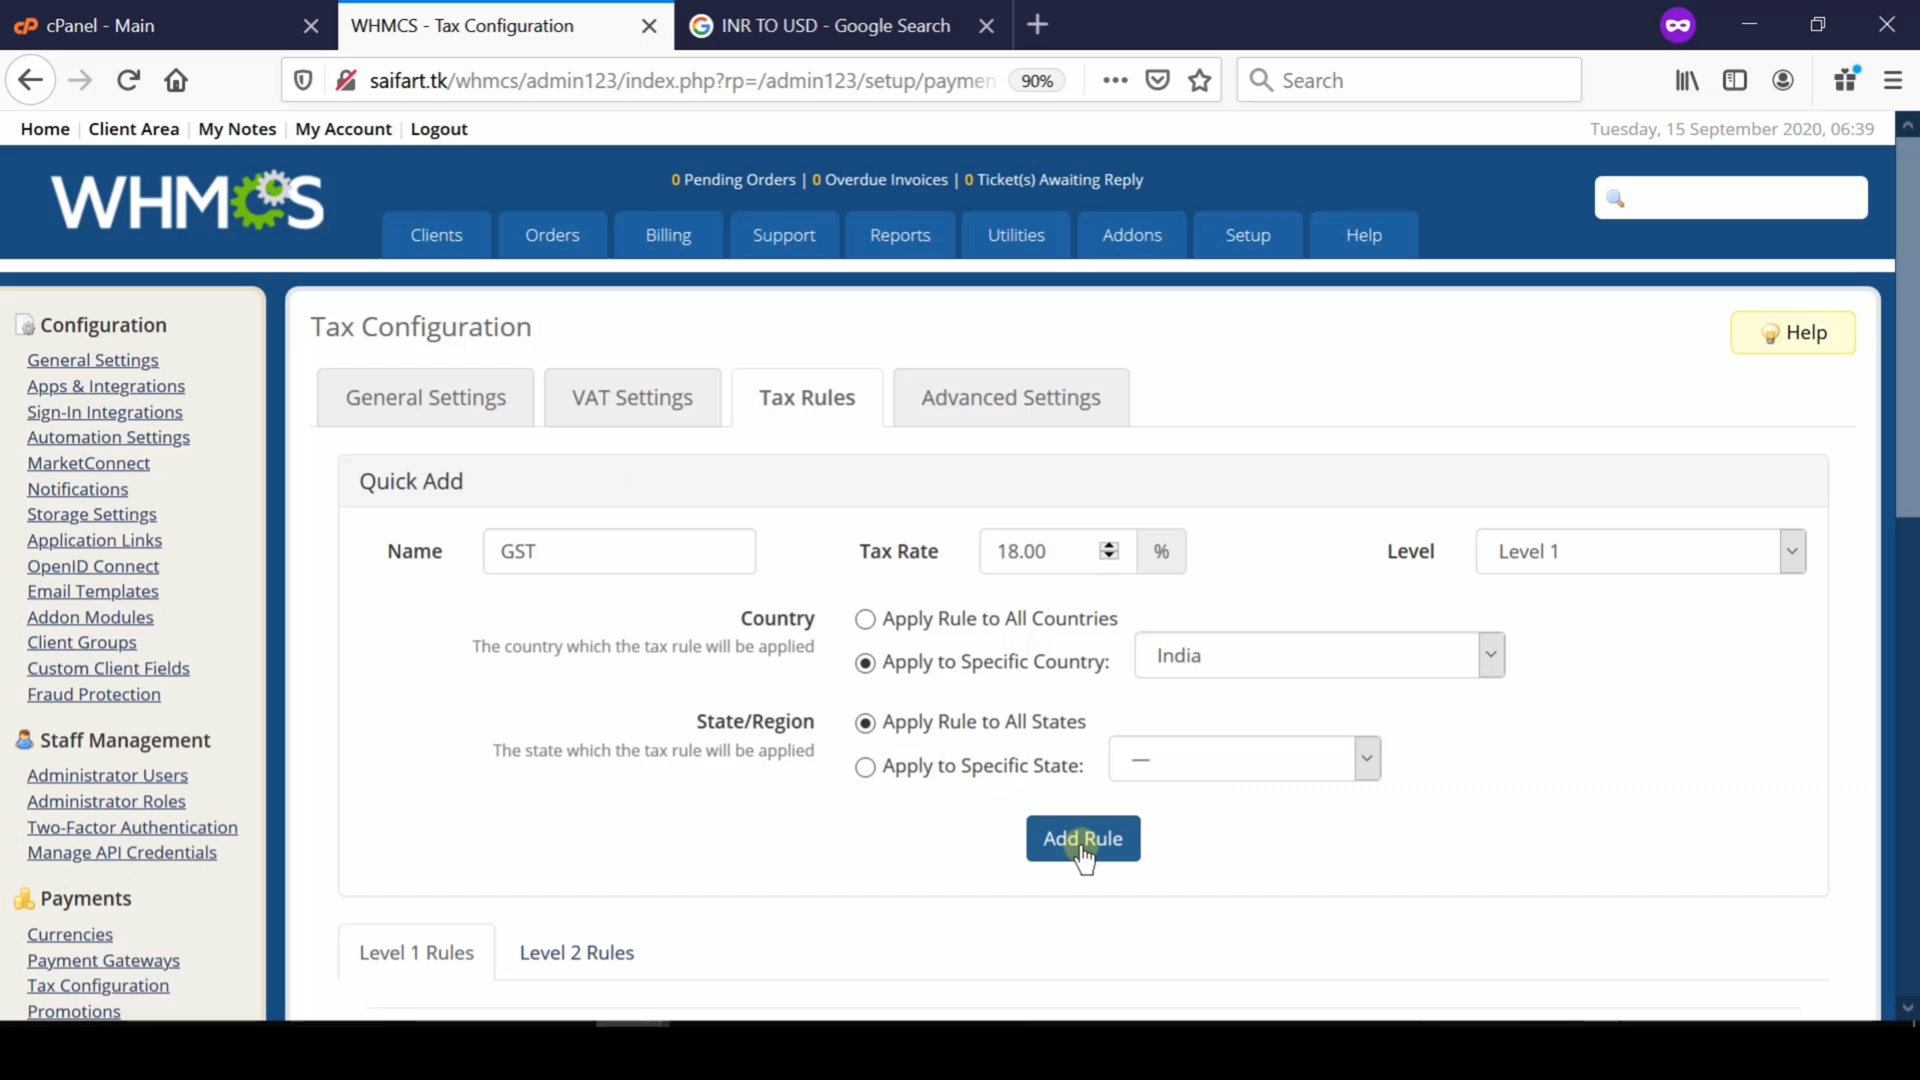 cPanel - Main
WHMCS - Tax Configuration
INR TO USD - Google Search
saifart.tk/whmcs/admin123/index.php?rp=/admin123/setup/paymen
90%
Search
Home | Client Area | My Notes | My Account | Logout
Tuesday, 15 September 2020, 06:39
WHMCS
0 Pending Orders | 0 Overdue Invoices | 0 Ticket(s) Awaiting Reply
Clients
Orders
Billing
Support
Reports
Utilities
Addons
Setup
Help
Configuration
General Settings
Apps & Integrations
Sign-In Integrations
Automation Settings
MarketConnect
Notifications
Storage Settings
Application Links
OpenID Connect
Email Templates
Addon Modules
Client Groups
Custom Client Fields
Fraud Protection
Staff Management
Administrator Users
Administrator Roles
Two-Factor Authentication
Manage API Credentials
Payments
Currencies
Payment Gateways
Tax Configuration
Promotions
Tax Configuration
Help
General Settings
VAT Settings
Tax Rules
Advanced Settings
Quick Add
Name GST Tax Rate 18.00 % Level Level 1
Country
The country which the tax rule will be applied
Apply Rule to All Countries
Apply to Specific Country: India
State/Region
The state which the tax rule will be applied
Apply Rule to All States
Apply to Specific State: —
Add Rule
Level 1 Rules
Level 2 Rules